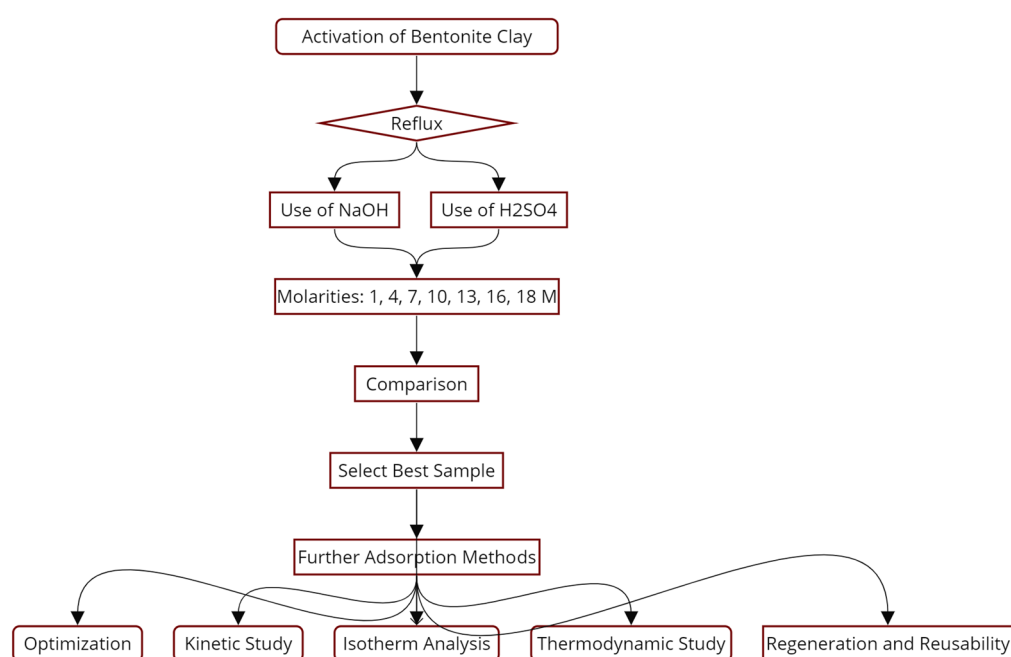 Activation of Bentonite Clay
Reflux
Use of NaOH
Use of H2SO4
Molarities: 1, 4, 7, 10, 13, 16, 18 M
Comparison
Select Best Sample
Further Adsorption Methods
Optimization
Kinetic Study
Isotherm Analysis
Thermodynamic Study
Regeneration and Reusability